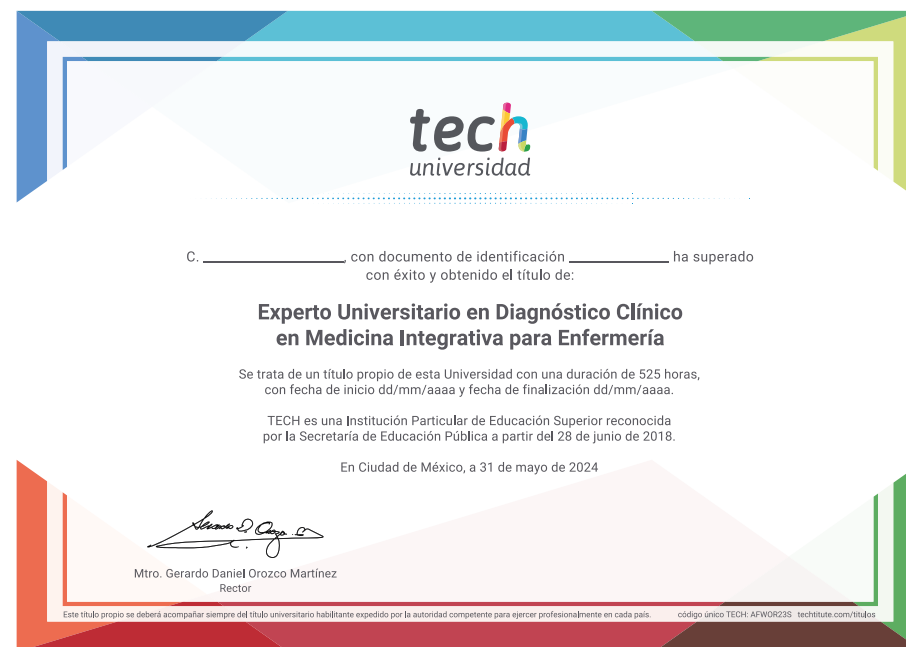 tech
universidad
C. ____________, con documento de identificación ____________ ha superado
con éxito y obtenido el título de:
Experto Universitario en Diagnóstico Clínico
en Medicina Integrativa para Enfermería
Se trata de un título propio de esta Universidad con una duración de 525 horas,
con fecha de inicio dd/mm/aaaa y fecha de finalización dd/mm/aaaa.
TECH es una Institución Particular de Educación Superior reconocida
por la Secretaría de Educación Pública a partir del 28 de junio de 2018.
En Ciudad de México, a 31 de mayo de 2024
Mtro. Gerardo Daniel Orozco Martínez
Rector
Este título propio se deberá acompañar siempre del título universitario habilitante expedido por la autoridad competente para ejercer profesionalmente en cada país. código único TECH: AFWOR23S techtitute.com/titulos